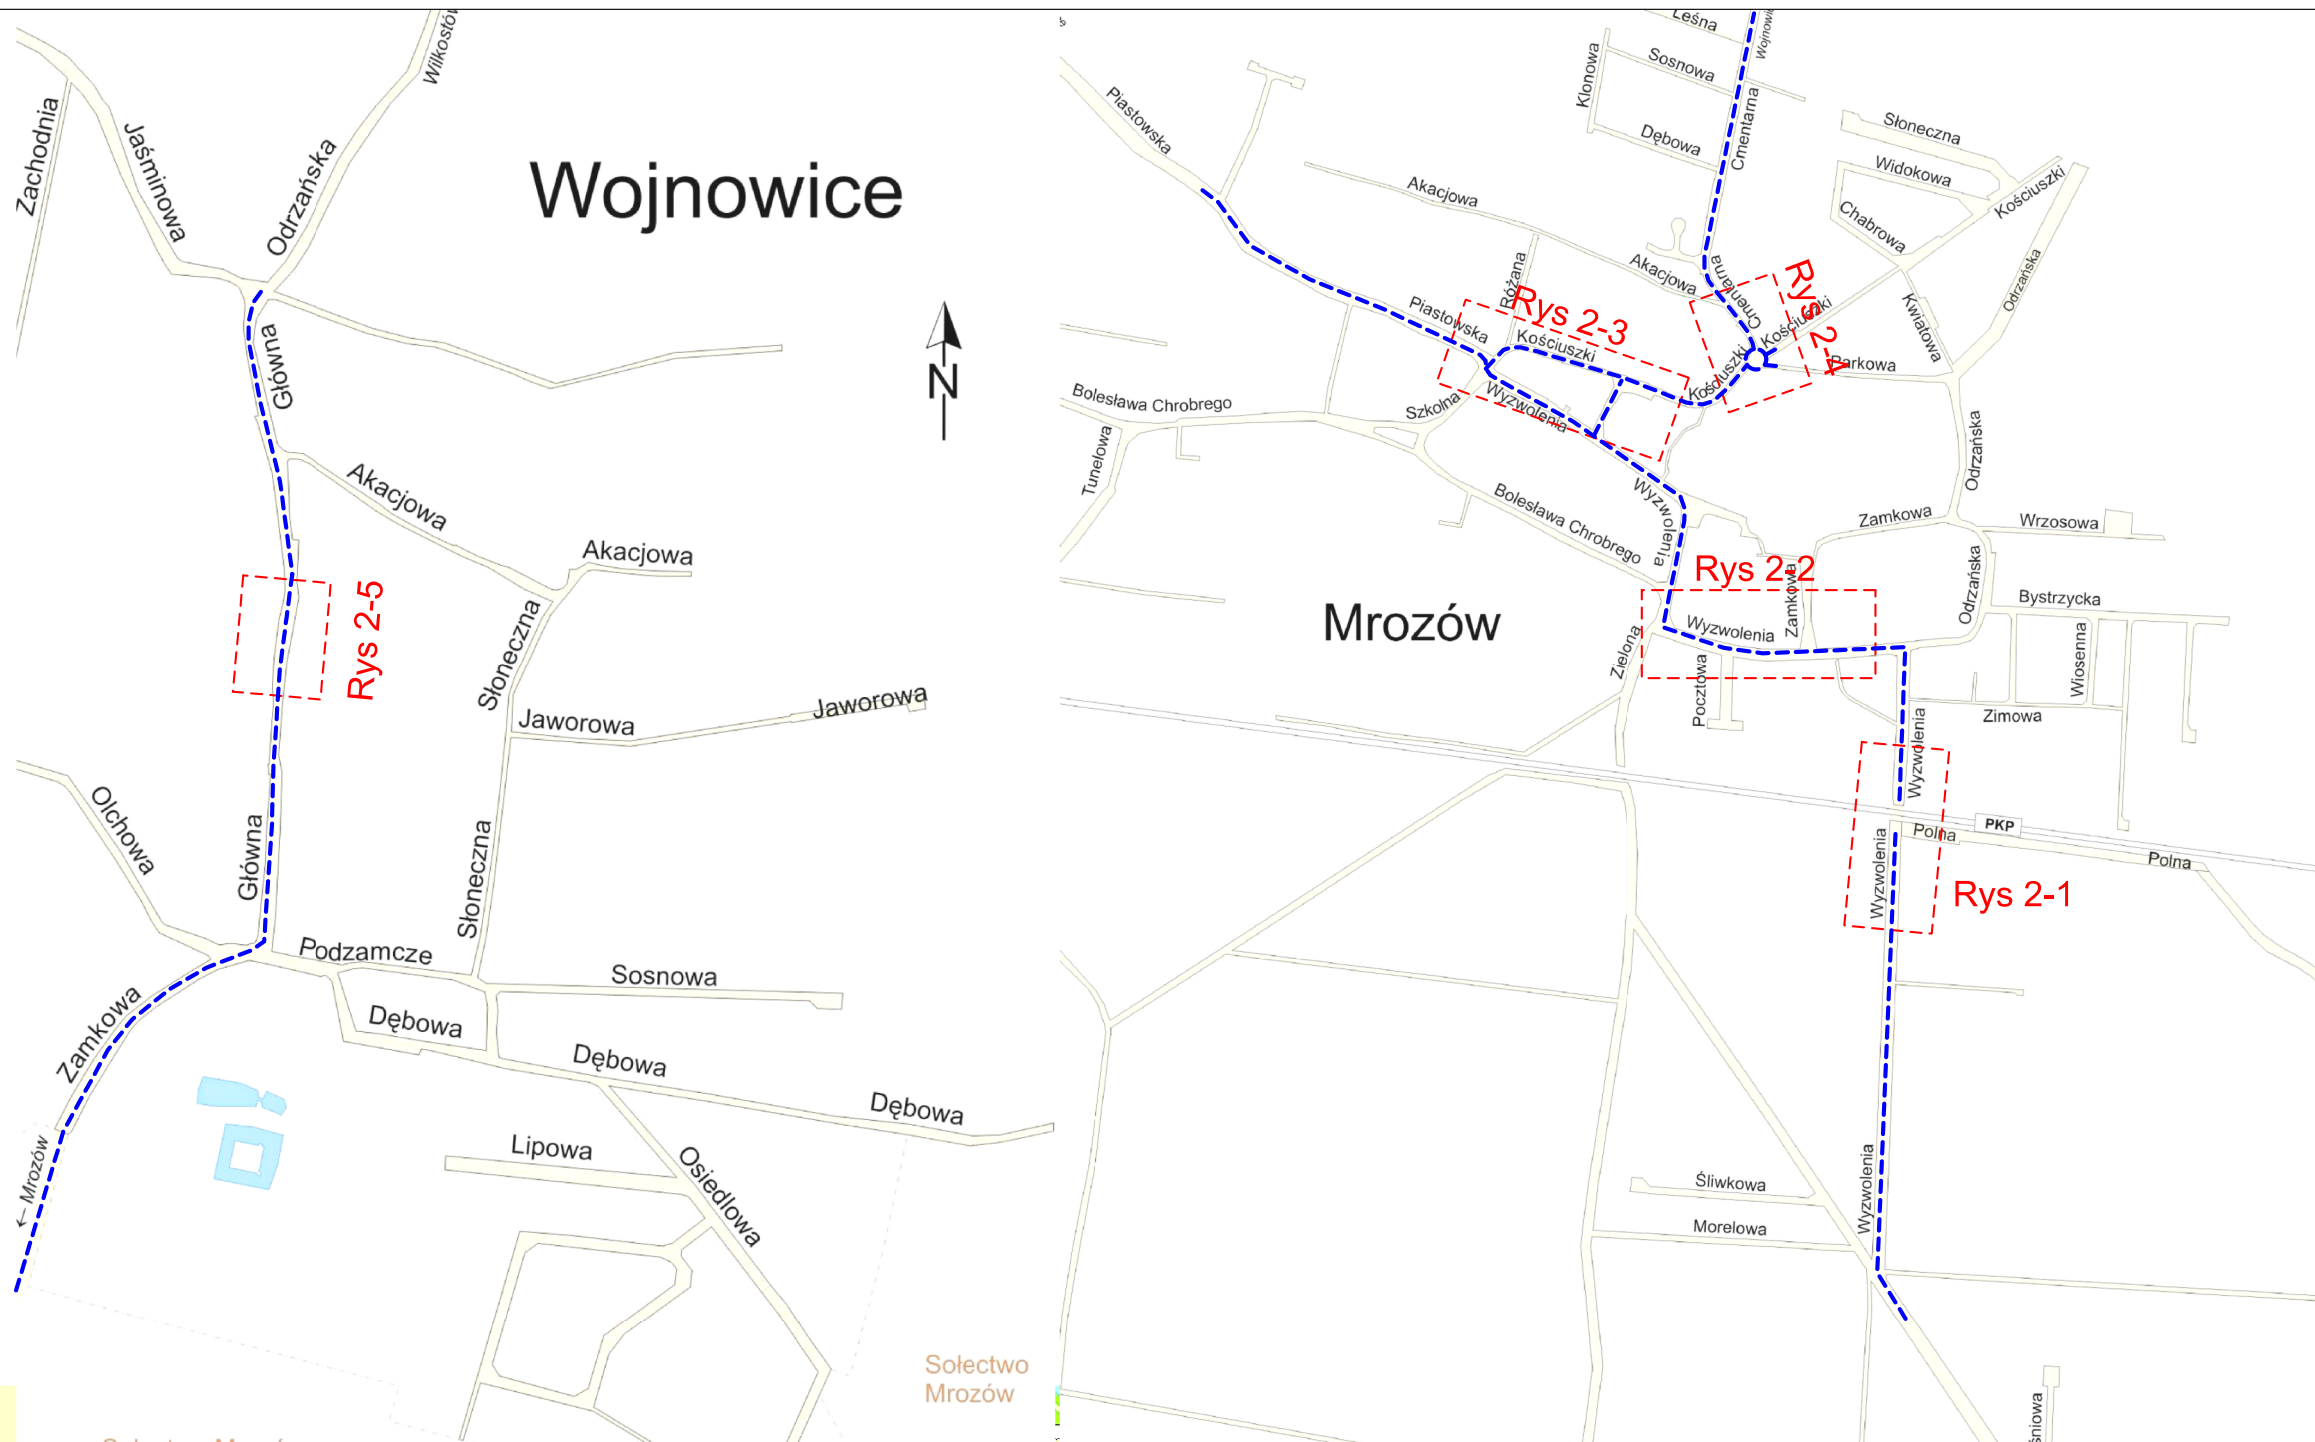 Wilkostów
Zachodnia
Jaśminowa
Odrzańska
Wojnowice
N
Główna
Akacjowa
Akacjowa
Słoneczna
Rys 2-5
Jaworowa
Jaworowa
Olchowa
Główna
Słoneczna
Podzamcze
Sosnowa
Zamkowa
Dębowa
Dębowa
Dębowa
← Mrozów
Lipowa
Osiedlowa
Sołectwo
Mrozów
Leśna
Sosnowa
Klonowa
Dębowa
Cmentarna
Piastowska
Słoneczna
Widokowa
Kościuszki
Chabrowa
Akacjowa
Akacjowa
Różana
Cmentarna
Odrzańska
Kwiatowa
Rys 2-3
Rys 2-4
Piastowska
Kościuszki
Kościuszki
Kościuszki
Parkowa
Bolesława Chrobrego
Szkolna
Wyzwolenia
Tunelowa
Odrzańska
Bolesława Chrobrego
Wyzwolenia
Zamkowa
Wrzosowa
Rys 2-2
Mrozów
Zamkowa
Odrzańska
Bystrzycka
Wyzwolenia
Zielona
Pocztowa
Wiosenna
Zimowa
Wyzwolenia
PKP
Polna
Polna
Wyzwolenia
Rys 2-1
Śliwkowa
Morelowa
Wyzwolenia